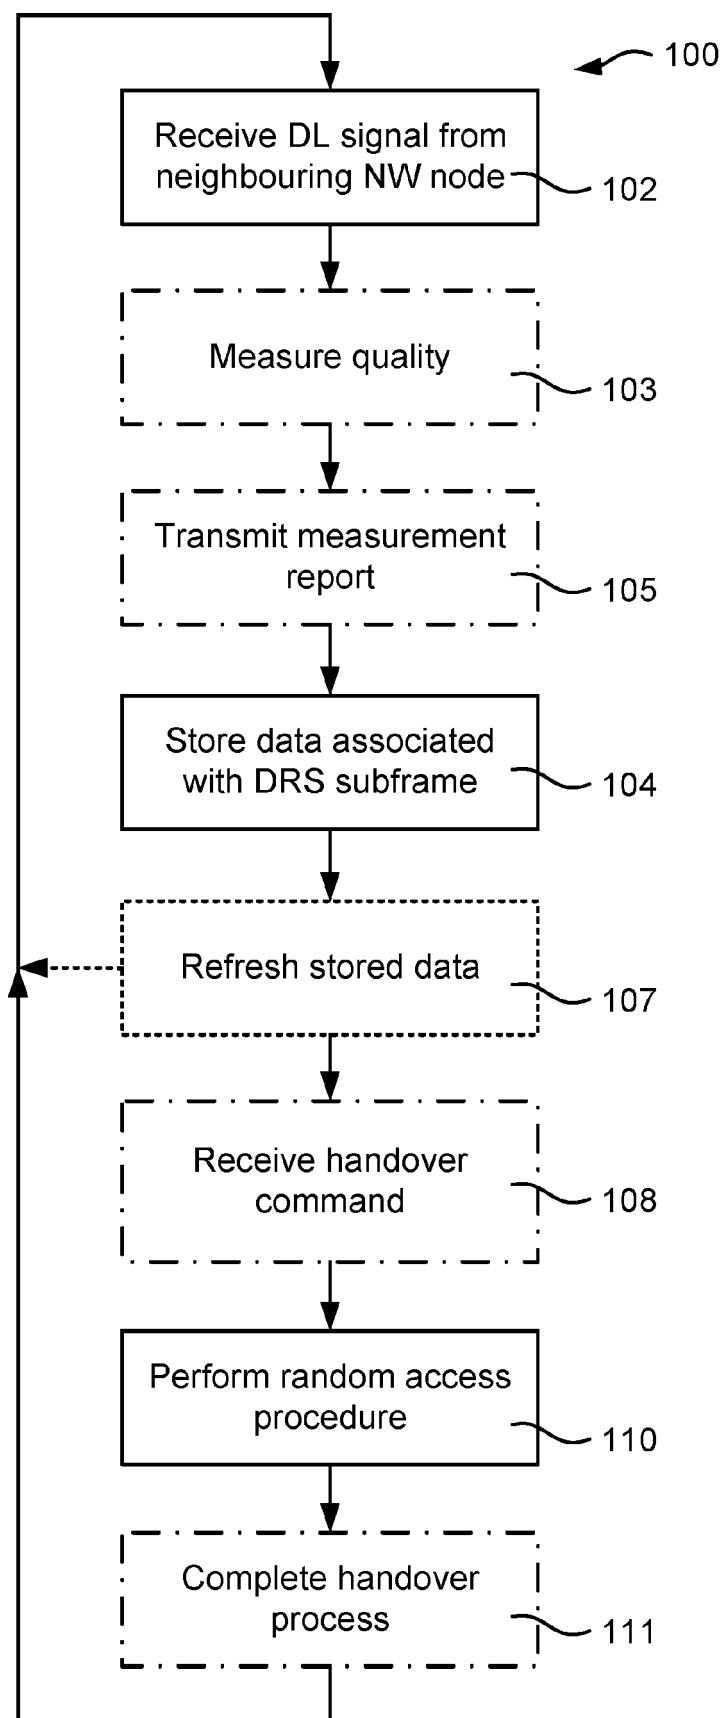 100
Receive DL signal from
neighbouring NW node
102
Measure quality
103
Transmit measurement
report
105
Store data associated
with DRS subframe
104
Refresh stored data
107
Receive handover
command
108
Perform random access
procedure
110
Complete handover
process
111